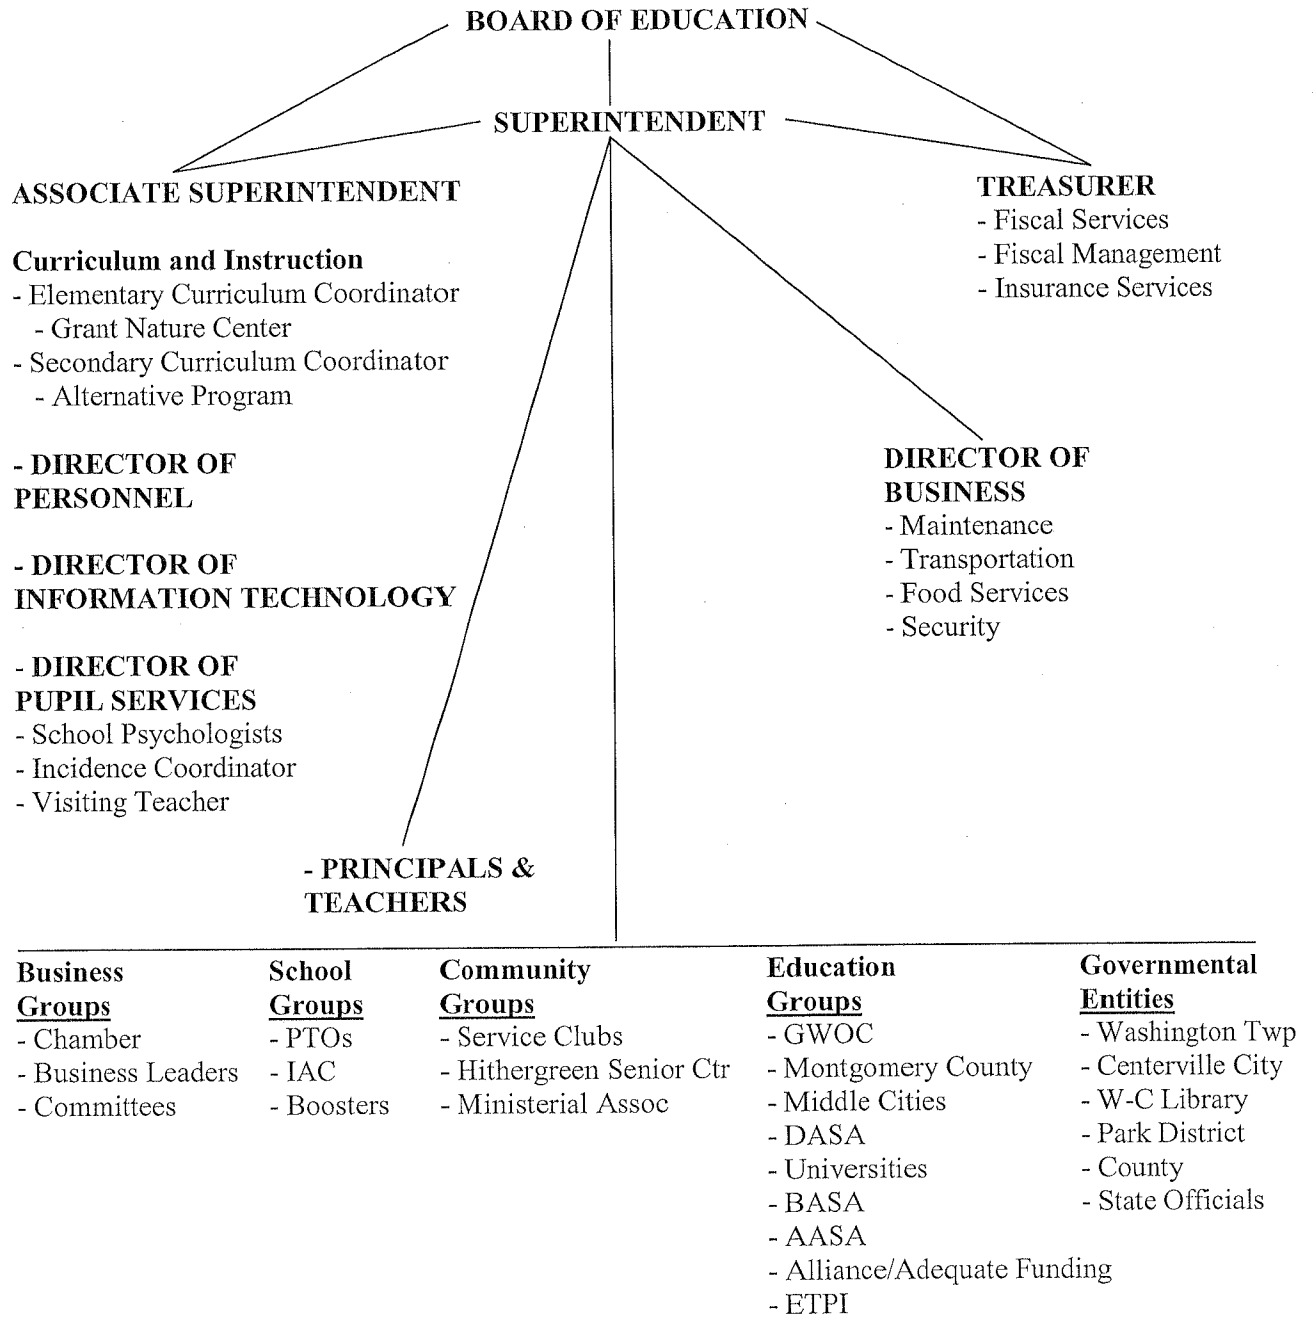 BOARD OF EDUCATION
SUPERINTENDENT
ASSOCIATE SUPERINTENDENT
Curriculum and Instruction
- Elementary Curriculum Coordinator
- Grant Nature Center
- Secondary Curriculum Coordinator
- Alternative Program
- DIRECTOR OF
PERSONNEL
- DIRECTOR OF
INFORMATION TECHNOLOGY
- DIRECTOR OF
PUPIL SERVICES
- School Psychologists
- Incidence Coordinator
- Visiting Teacher
TREASURER
- Fiscal Services
- Fiscal Management
- Insurance Services
DIRECTOR OF
BUSINESS
- Maintenance
- Transportation
- Food Services
- Security
- PRINCIPALS &
TEACHERS
Business
Groups
- Chamber
- Business Leaders
- Committees
School
Groups
- PTOs
- IAC
- Boosters
Community
Groups
- Service Clubs
- Hithergreen Senior Ctr
- Ministerial Assoc
Education
Groups
- GWOC
- Montgomery County
- Middle Cities
- DASA
- Universities
- BASA
- AASA
- Alliance/Adequate Funding
- ETPI
Governmental
Entities
- Washington Twp
- Centerville City
- W-C Library
- Park District
- County
- State Officials